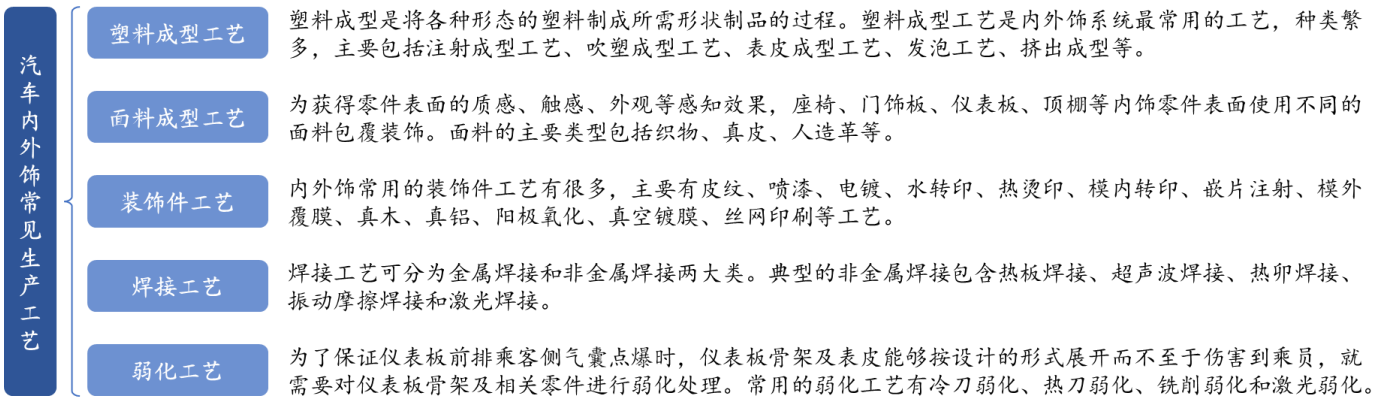 汽车内外饰常见生产工艺
塑料成型工艺
塑料成型是将各种形态的塑料制成所需形状制品的过程。塑料成型工艺是内外饰系统最常用的工艺，种类繁
多，主要包括注射成型工艺、吹塑成型工艺、表皮成型工艺、发泡工艺、挤出成型等。
面料成型工艺
为获得零件表面的质感、触感、外观等感知效果，座椅、门饰板、仪表板、顶棚等内饰零件表面使用不同的
面料包覆装饰。面料的主要类型包括织物、真皮、人造革等。
装饰件工艺
内外饰常用的装饰件工艺有很多，主要有皮纹、喷漆、电镀、水转印、热烫印、模内转印、嵌片注射、模外
覆膜、真木、真铝、阳极氧化、真空镀膜、丝网印刷等工艺。
焊接工艺
焊接工艺可分为金属焊接和非金属焊接两大类。典型的非金属焊接包含热板焊接、超声波焊接、热卯焊接、
振动摩擦焊接和激光焊接。
弱化工艺
为了保证仪表板前排乘客侧气囊点爆时，仪表板骨架及表皮能够按设计的形式展开而不至于伤害到乘员，就
需要对仪表板骨架及相关零件进行弱化处理。常用的弱化工艺有冷刀弱化、热刀弱化、铣削弱化和激光弱化。